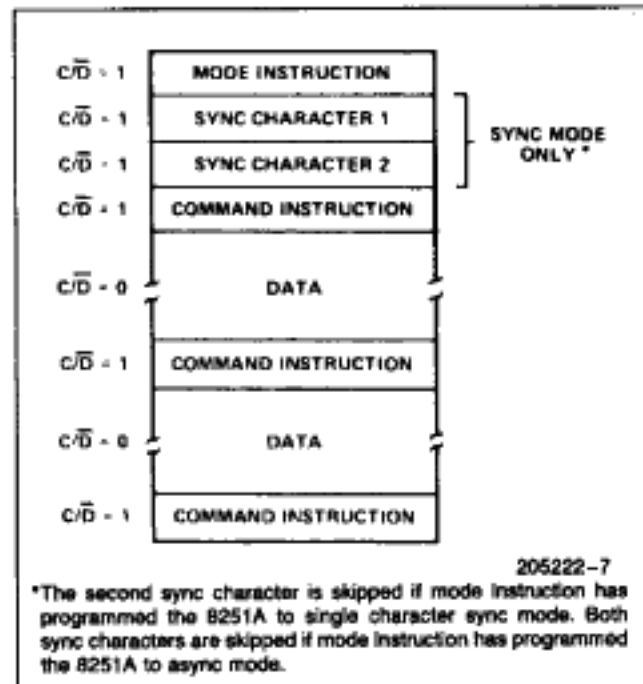 C/D̅ = 1 MODE INSTRUCTION
C/D̅ = 1 SYNC CHARACTER 1
C/D̅ = 1 SYNC CHARACTER 2
SYNC MODE
ONLY*
C/D̅ = 1 COMMAND INSTRUCTION
C/D̅ = 0 DATA
C/D̅ = 1 COMMAND INSTRUCTION
C/D̅ = 0 DATA
C/D̅ = 1 COMMAND INSTRUCTION
205222-7
*The second sync character is skipped if mode instruction has
programmed the 8251A to single character sync mode. Both
sync characters are skipped if mode instruction has programmed
the 8251A to async mode.